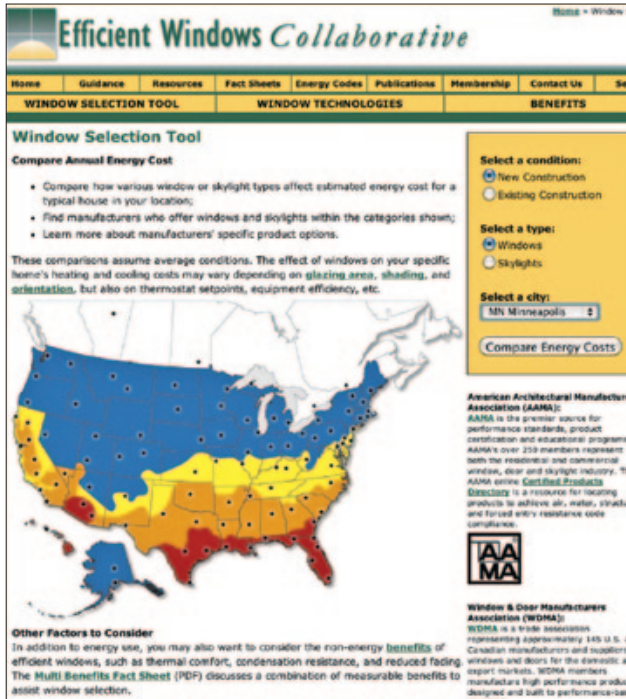 Home » Window
Efficient Windows Collaborative
Home Guidance Resources Fact Sheets Energy Codes Publications Membership Contact Us Se
WINDOW SELECTION TOOL WINDOW TECHNOLOGIES BENEFITS
Window Selection Tool
Compare Annual Energy Cost
• Compare how various window or skylight types affect estimated energy cost for a
typical house in your location;
• Find manufacturers who offer windows and skylights within the categories shown;
• Learn more about manufacturers' specific product options.
These comparisons assume average conditions. The effect of windows on your specific
home's heating and cooling costs may vary depending on glazing area, shading, and
orientation, but also on thermostat setpoints, equipment efficiency, etc.
Other Factors to Consider
In addition to energy use, you may also want to consider the non-energy benefits of
efficient windows, such as thermal comfort, condensation resistance, and reduced fading.
The Multi Benefits Fact Sheet (PDF) discusses a combination of measurable benefits to
assist window selection.
Select a condition:
New Construction
Existing Construction
Select a type:
Windows
Skylights
Select a city:
MN Minneapolis
Compare Energy Costs
American Architectural Manufacture
Association (AAMA):
AAMA is the premier source for
performance standards, product
certification and educational programs
AAMA's over 250 members represent
both the residential and commercial
window, door and skylight industry. Th
AAMA online Certified Products
Directory is a resource for locating
products to achieve air, water, structu
and forced entry resistance code
compliance.
AA
MA
Window & Door Manufacturers
Association (WDMA):
WDMA is a trade association
representing approximately 145 U.S. a
Canadian manufacturers and suppliers
windows and doors for the domestic a
export markets. WDMA members
manufacture high performance produc
designed and built to performance-bas